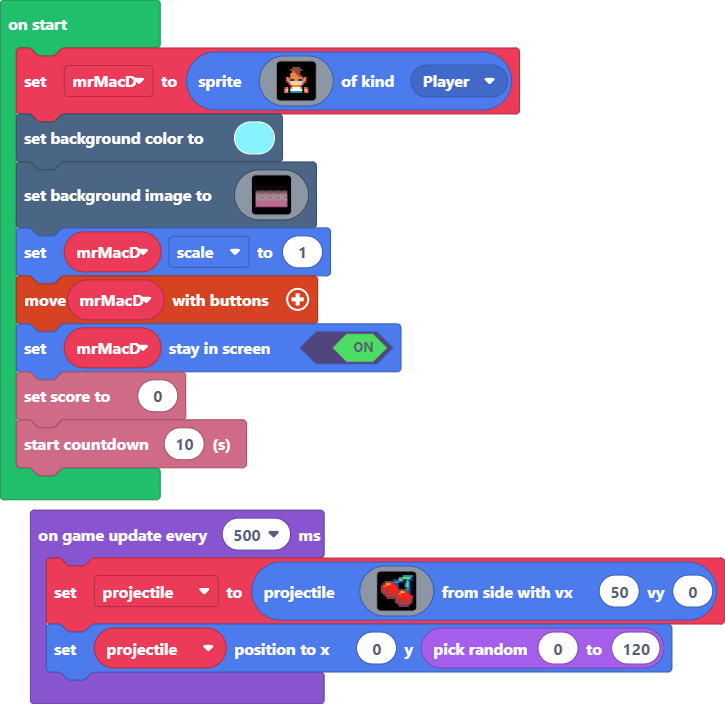 on start
set mrMacD to sprite of kind Player
set background color to
set background image to
set mrMacD scale to 1
move mrMacD with buttons
set mrMacD stay in screen ON
set score to 0
start countdown 10 (s)
on game update every 500 ms
set projectile to projectile from side with vx 50 vy 0
set projectile position to x 0 y pick random 0 to 120